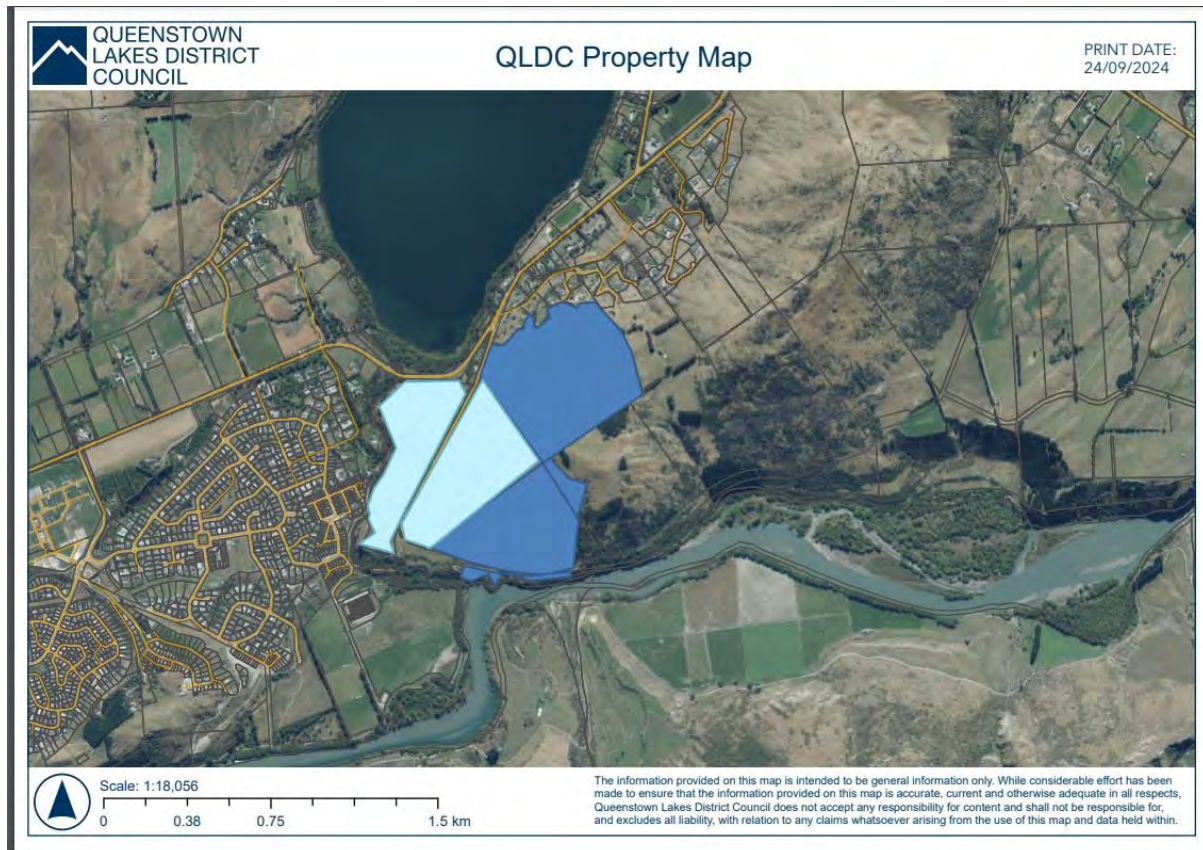 QUEENSTOWN
LAKES DISTRICT
COUNCIL
QLDC Property Map
PRINT DATE:
24/09/2024
Scale: 1:18,056
0 0.38 0.75 1.5 km
The information provided on this map is intended to be general information only. While considerable effort has been
made to ensure that the information provided on this map is accurate, current and otherwise adequate in all respects,
Queenstown Lakes District Council does not accept any responsibility for content and shall not be responsible for,
and excludes all liability, with relation to any claims whatsoever arising from the use of this map and data held within.